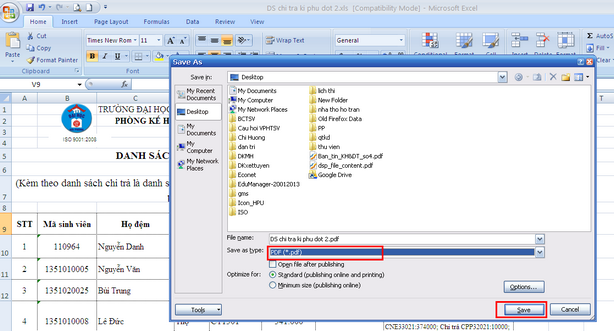 DS chi tra ki phu dot 2.xls [Compatibility Mode] - Microsoft Excel
Home Insert Page Layout Formulas Data Review View
Cut
Copy
Paste
Format Painter
Clipboard
Times New Rom 11
Wrap Text
General
AutoS
Fill
V9
A B
1 TRƯỜNG ĐẠI HỌC
2 PHÒNG KẾ H
ISO 9001:2008
DANH SÁC
(Kèm theo danh sách chi trả là danh s
STT Mã sinh viên Họ đệm
1 110964 Nguyễn Danh
2 1351010005 Nguyễn Văn
3 1351020025 Bùi Trung
4 1351010008 Lê Đức
CNE33021:374000; Chi trả CPP32021:10000;
Save As
Save in: Desktop
My Recent Documents
Desktop
My Documents
My Computer
My Network Places
My Documents
My Computer
My Network Places
BCTSV
Cau hoi VPHTSV
Chi Huong
dan tri
DKMH
DKxettuyen
Econet
EduManager-20012013
gms
Icon_HPU
ISO
lich thi
New Folder
nha tho ho tran
Old Firefox Data
PP
qtkd
thu vien
Ban_tin_KH&DT_so4.pdf
dsp_file_content.pdf
Google Drive
File name: DS chi tra ki phu dot 2.pdf
Save as type: PDF (*.pdf)
Open file after publishing
Optimize for: Standard (publishing online and printing)
Minimum size (publishing online)
Options...
Tools Save Cancel